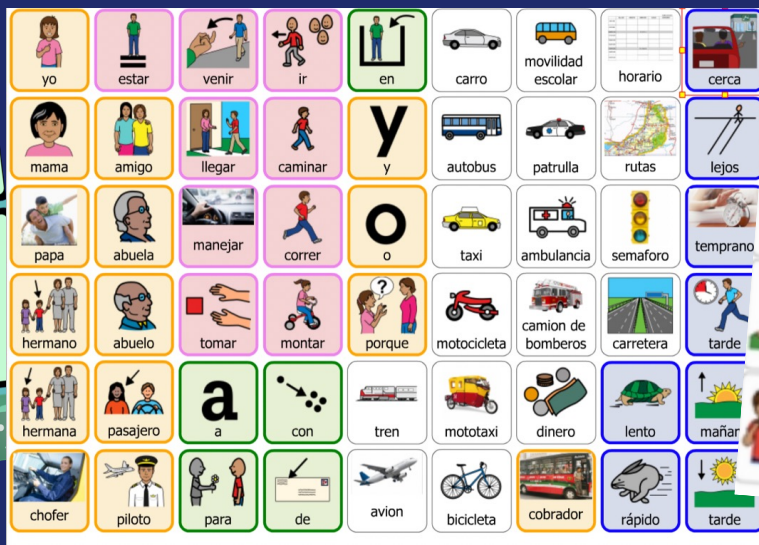 yo
estar
venir
ir
en
carro
movilidad
escolar
horario
cerca
mama
amigo
llegar
caminar
y
y
autobus
patrulla
rutas
lejos
papa
abuela
manejar
correr
o
o
taxi
ambulancia
semaforo
temprano
hermano
abuelo
tomar
montar
?
porque
motocicleta
camion de
bomberos
carretera
tarde
hermana
pasajero
a
a
con
tren
mototaxi
dinero
lento
mañan
chofer
piloto
para
de
avion
bicicleta
cobrador
rápido
tarde